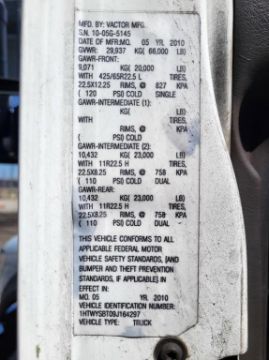 MFD. BY: VACTOR MFG.
S.N. 10-05G-5145
DATE OF MFR:MO. 05 YR. 2010
GVWR: 29,937 KG( 66,000 LB)
GAWR-FRONT:
9,071 KG( 20,000 LB)
WITH 425/65R22.5 L TIRES,
22.5X12.25 RIMS, @ 827 KPA
( 120 PSI) COLD SINGLE
GAWR-INTERMEDIATE (1):
KG( LB)
WITH TIRES,
RIMS, @ KPA
( PSI) COLD
GAWR-INTERMEDIATE (2):
10,432 KG( 23,000 LB)
WITH 11R22.5 H TIRES,
22.5X8.25 RIMS, @ 758 KPA
( 110 PSI) COLD DUAL
GAWR-REAR:
10,432 KG( 23,000 LB)
WITH 11R22.5 H TIRES,
22.5X8.25 RIMS, @ 758 KPA
( 110 PSI) COLD DUAL
THIS VEHICLE CONFORMS TO ALL
APPLICABLE FEDERAL MOTOR
VEHICLE SAFETY STANDARDS, [AND
BUMPER AND THEFT PREVENTION
STANDARDS] IN EFFECT IN
MO. 05 YR. 2010
VEHICLE IDENTIFICATION NUMBER:
1HTWYSBT09J164297
VEHICLE TYPE: TRUCK